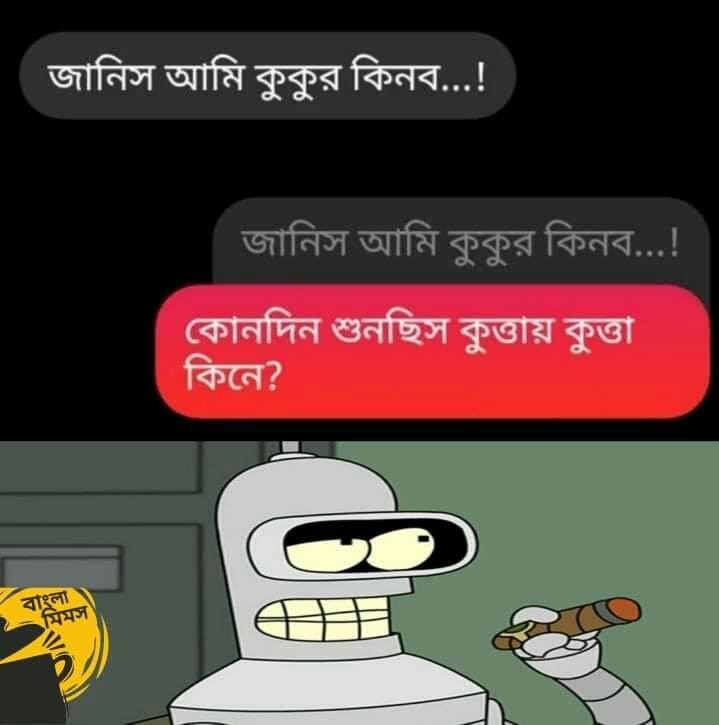 জানিস আমি কুকুর কিনব...!
জানিস আমি কুকুর কিনব...!
কোনদিন শুনছিস কুত্তায় কুত্তা
কিনে?
বাংলা
মিমস